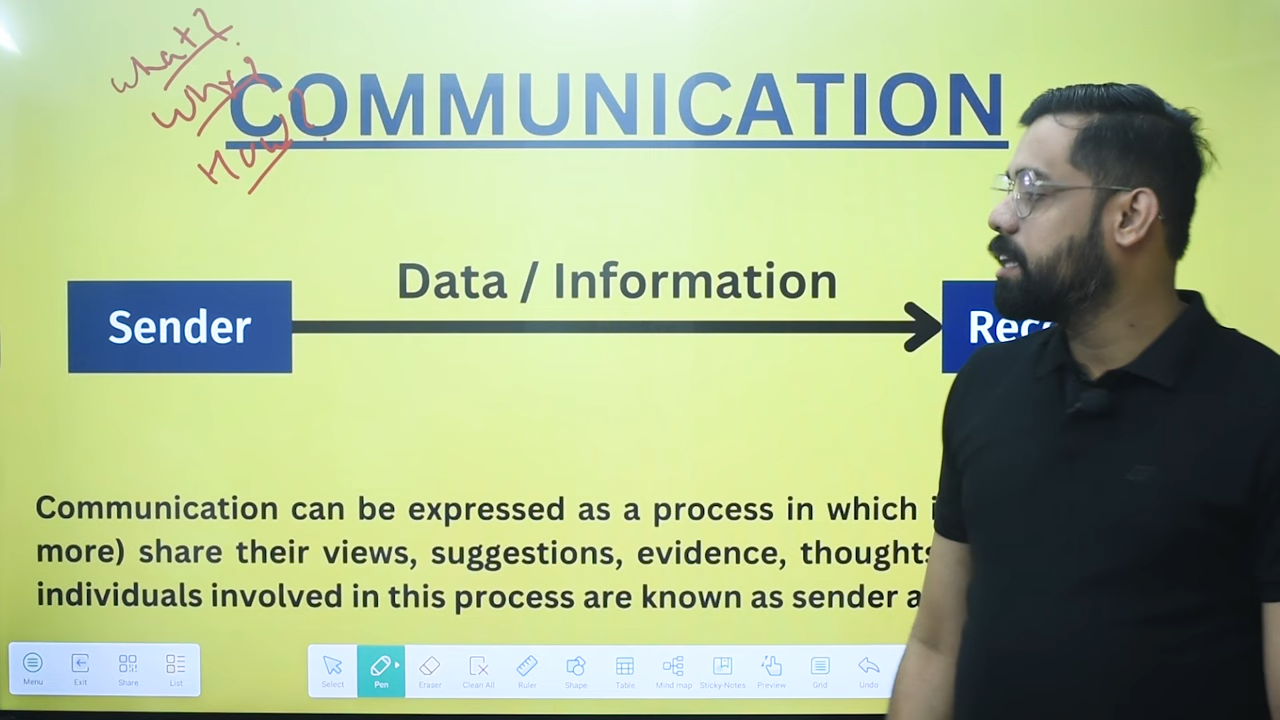 what?
Why?
How?
COMMUNICATION
Data / Information
Sender
Communication can be expressed as a process in which
more) share their views, suggestions, evidence, thoughts
individuals involved in this process are known as sender
Menu Exit Share List Select Pen Eraser Clean All Ruler Shape Table Mind map Sticky-Notes Preview Grid Undo